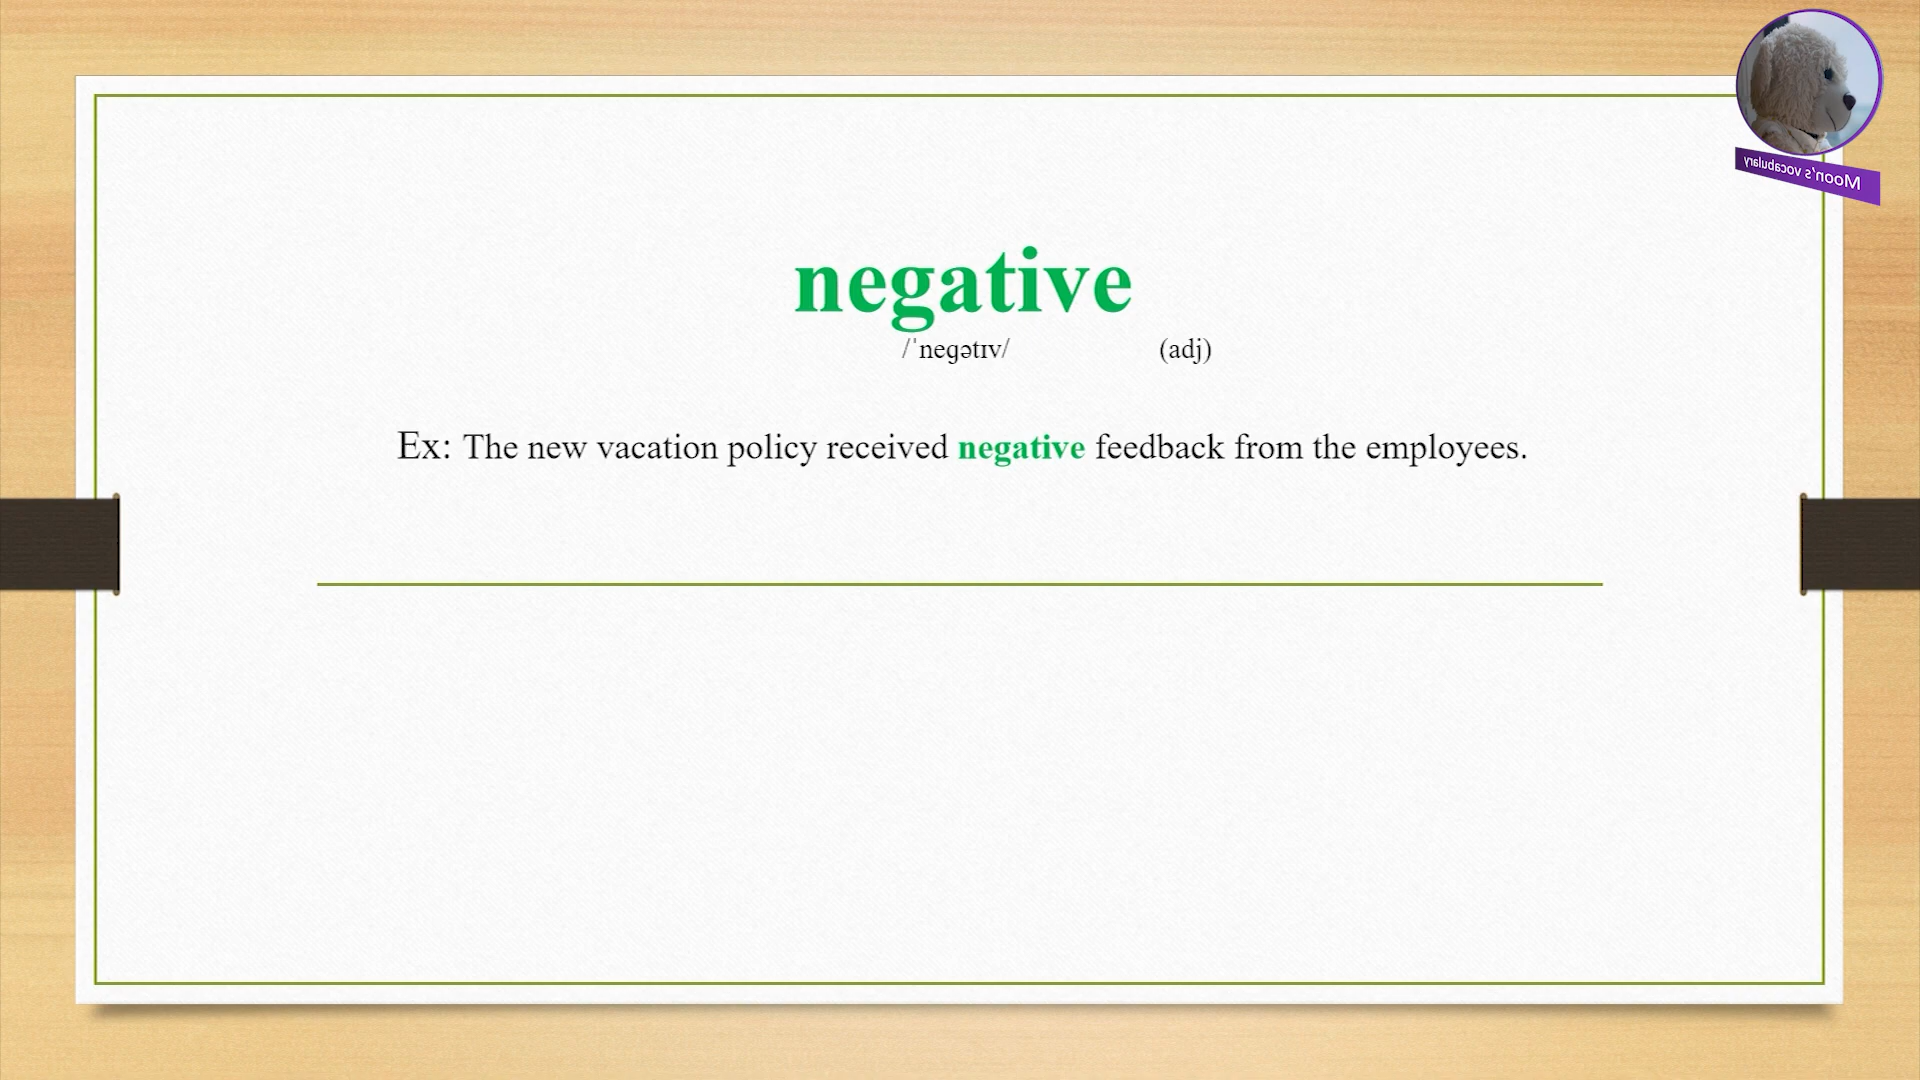 Moon's vocabulary
negative
/ˈneɡətɪv/ (adj)
Ex: The new vacation policy received negative feedback from the employees.